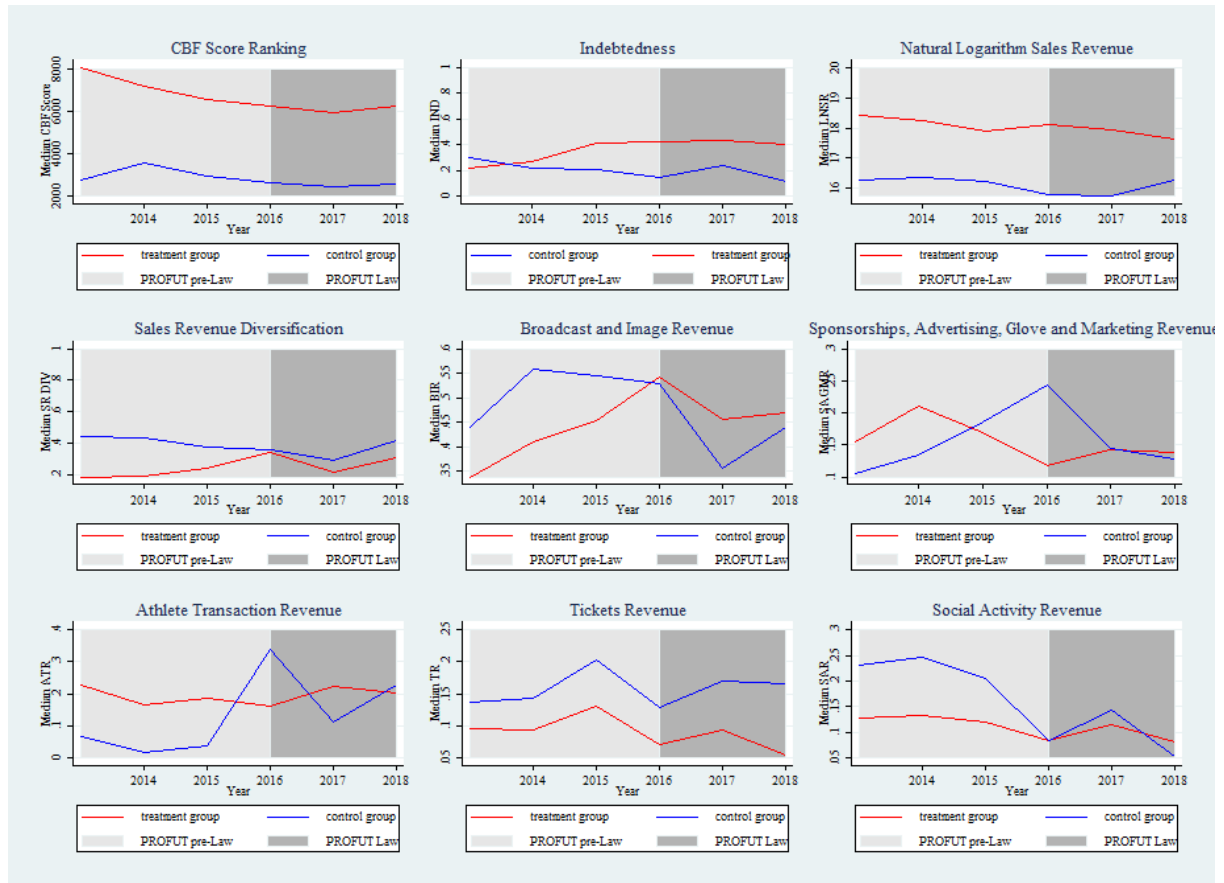 CBF Score Ranking
Median CBFScore
8000
6000
4000
2000
2014 2015 2016 2017 2018
Year
treatment group control group
PROFUT pre-Law PROFUT Law
Indebtedness
Median IND
1
.8
.6
.4
.2
0
2014 2015 2016 2017 2018
Year
control group treatment group
PROFUT pre-Law PROFUT Law
Natural Logarithm Sales Revenue
Median LNSR
20
19
18
17
16
2014 2015 2016 2017 2018
Year
treatment group control group
PROFUT pre-Law PROFUT Law
Sales Revenue Diversification
Median SR DIV
1
.8
.6
.4
.2
2014 2015 2016 2017 2018
Year
treatment group control group
PROFUT pre-Law PROFUT Law
Broadcast and Image Revenue
Median BIR
.6
.55
.5
.45
.4
.35
2014 2015 2016 2017 2018
Year
treatment group control group
PROFUT pre-Law PROFUT Law
Sponsorships, Advertising, Glove and Marketing Revenue
Median SAGMR
.3
.25
.2
.15
.1
2014 2015 2016 2017 2018
Year
treatment group control group
PROFUT pre-Law PROFUT Law
Athlete Transaction Revenue
Median ATR
.4
.3
.2
.1
0
2014 2015 2016 2017 2018
Year
treatment group control group
PROFUT pre-Law PROFUT Law
Tickets Revenue
Median TR
.25
.2
.15
.1
.05
2014 2015 2016 2017 2018
Year
treatment group control group
PROFUT pre-Law PROFUT Law
Social Activity Revenue
Median SAR
.3
.25
.2
.15
.1
.05
2014 2015 2016 2017 2018
Year
treatment group control group
PROFUT pre-Law PROFUT Law